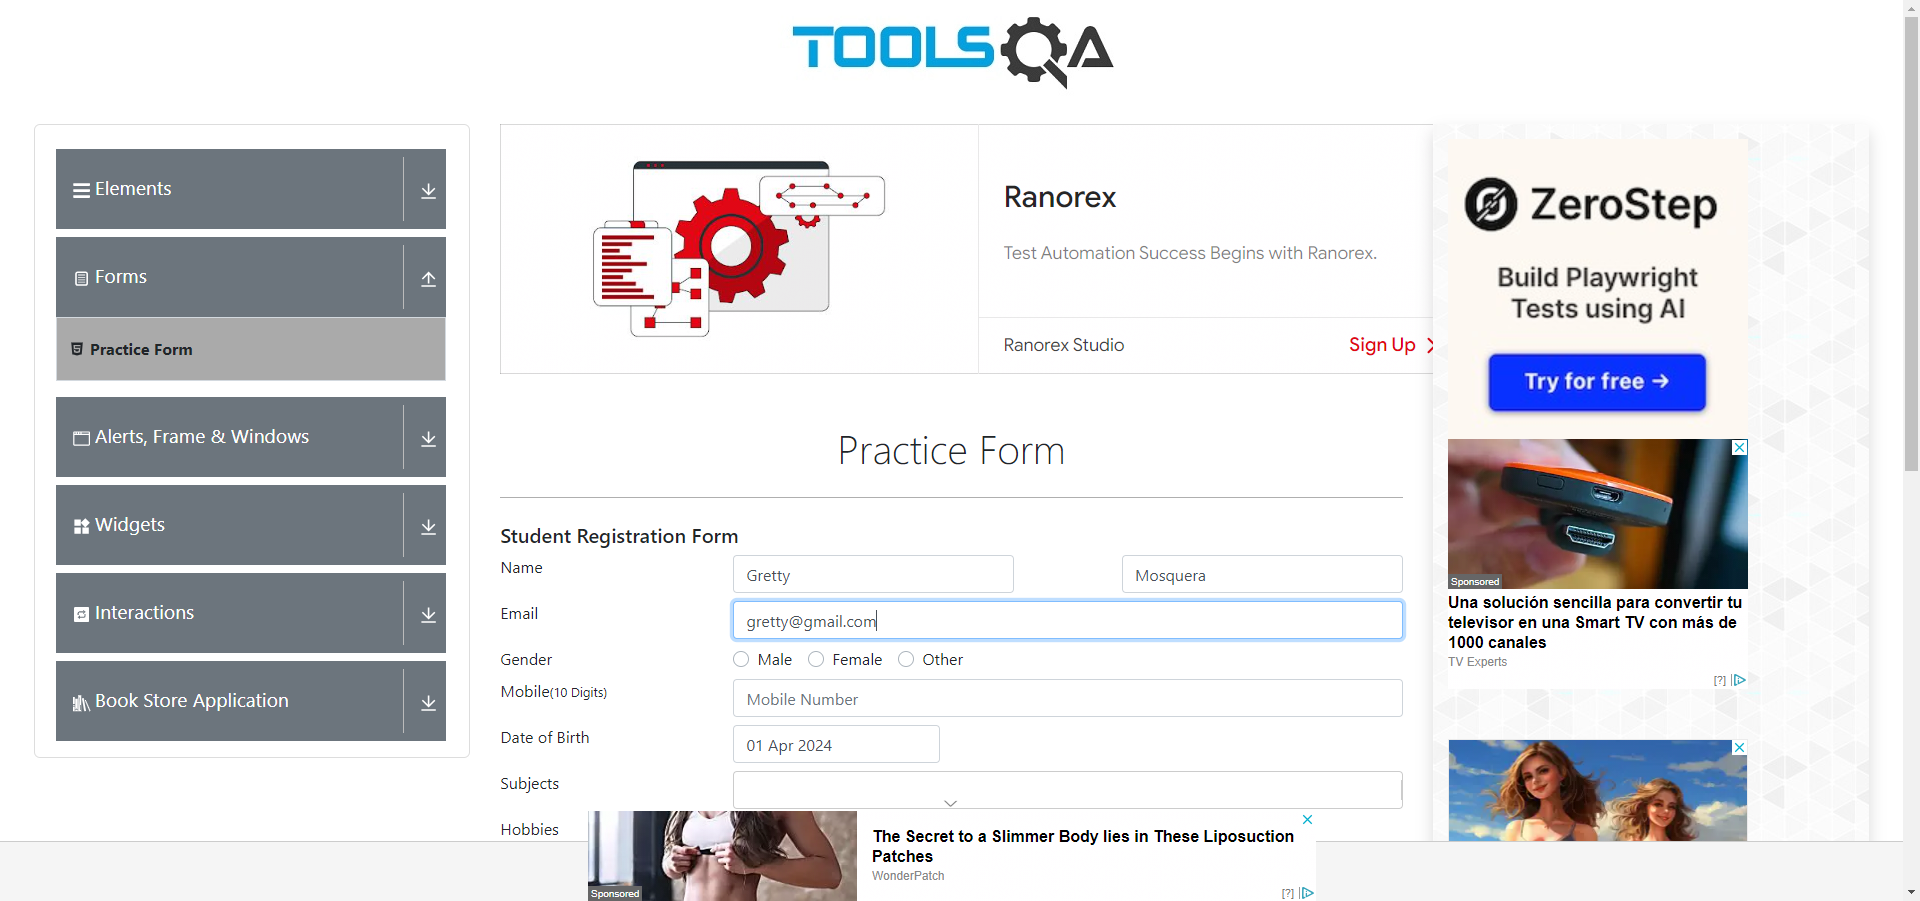 TOOLSQA
Elements
Forms
Practice Form
Alerts, Frame & Windows
Widgets
Interactions
Book Store Application
Ranorex
Test Automation Success Begins with Ranorex.
Ranorex Studio
Sign Up
Practice Form
Student Registration Form
Name
Gretty
Mosquera
Email
gretty@gmail.com
Gender
Male
Female
Other
Mobile(10 Digits)
Mobile Number
Date of Birth
01 Apr 2024
Subjects
Hobbies
ZeroStep
Build Playwright
Tests using AI
Try for free →
Sponsored
Una solución sencilla para convertir tu
televisor en una Smart TV con más de
1000 canales
TV Experts
[?]
Sponsored
The Secret to a Slimmer Body lies in These Liposuction
Patches
WonderPatch
[?]